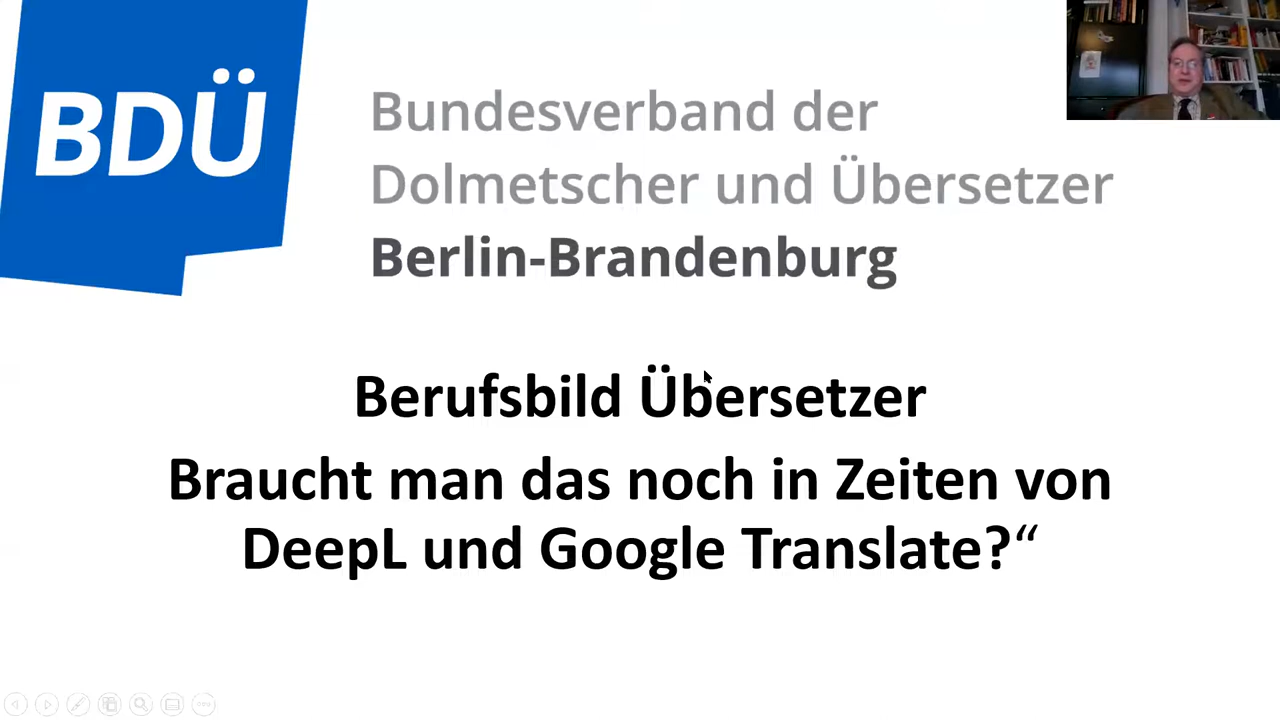 BDÜ
Bundesverband der
Dolmetscher und Übersetzer
Berlin-Brandenburg
Berufsbild Übersetzer
Braucht man das noch in Zeiten von
DeepL und Google Translate?“